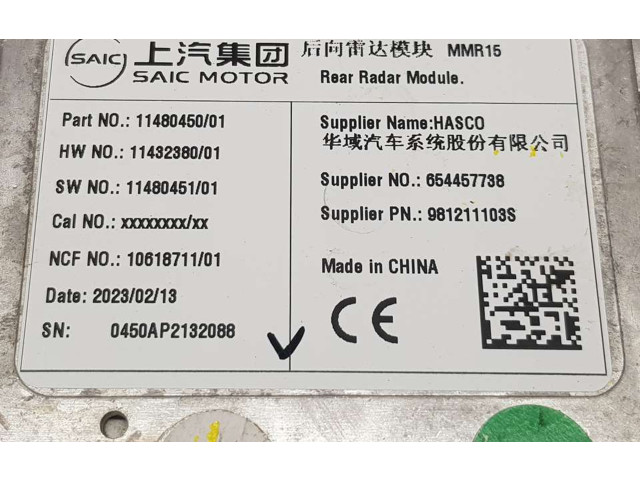 SAIC 上汽集团 后向雷达模块 MMR15
SAIC MOTOR Rear Radar Module.
Part NO.: 11480450/01
HW NO.: 11432380/01
SW NO.: 11480451/01
Cal NO.: xxxxxxxx/xx
NCF NO.: 10618711/01
Date: 2023/02/13
SN: 0450AP2132088
Supplier Name:HASCO
华域汽车系统股份有限公司
Supplier NO.: 654457738
Supplier PN.: 981211103S
Made in CHINA
CE